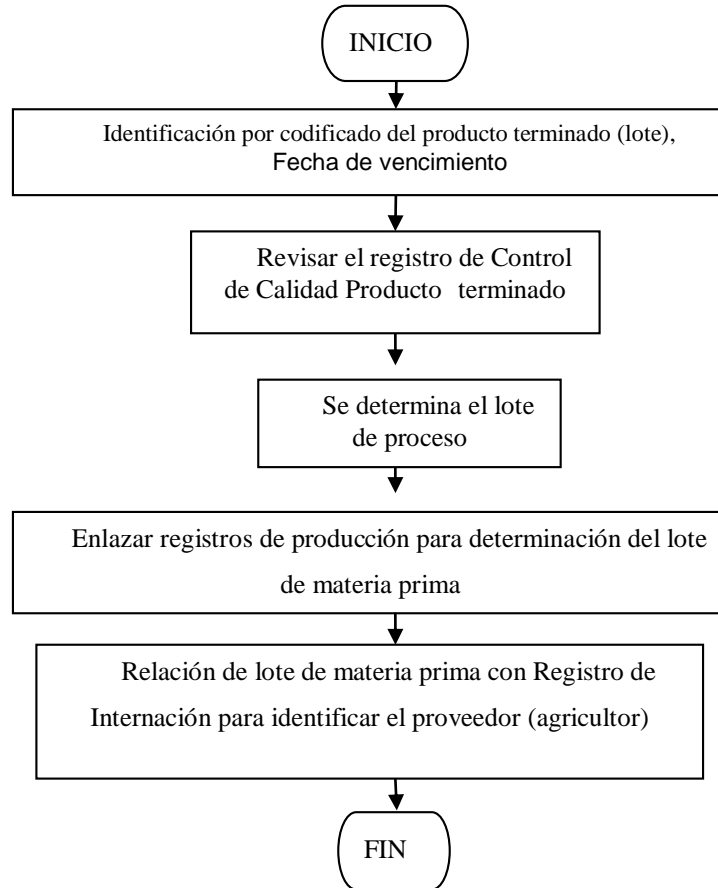 INICIO
Identificación por codificado del producto terminado (lote),
Fecha de vencimiento
Revisar el registro de Control
de Calidad Producto terminado
Se determina el lote
de proceso
Enlazar registros de producción para determinación del lote
de materia prima
Relación de lote de materia prima con Registro de
Internación para identificar el proveedor (agricultor)
FIN